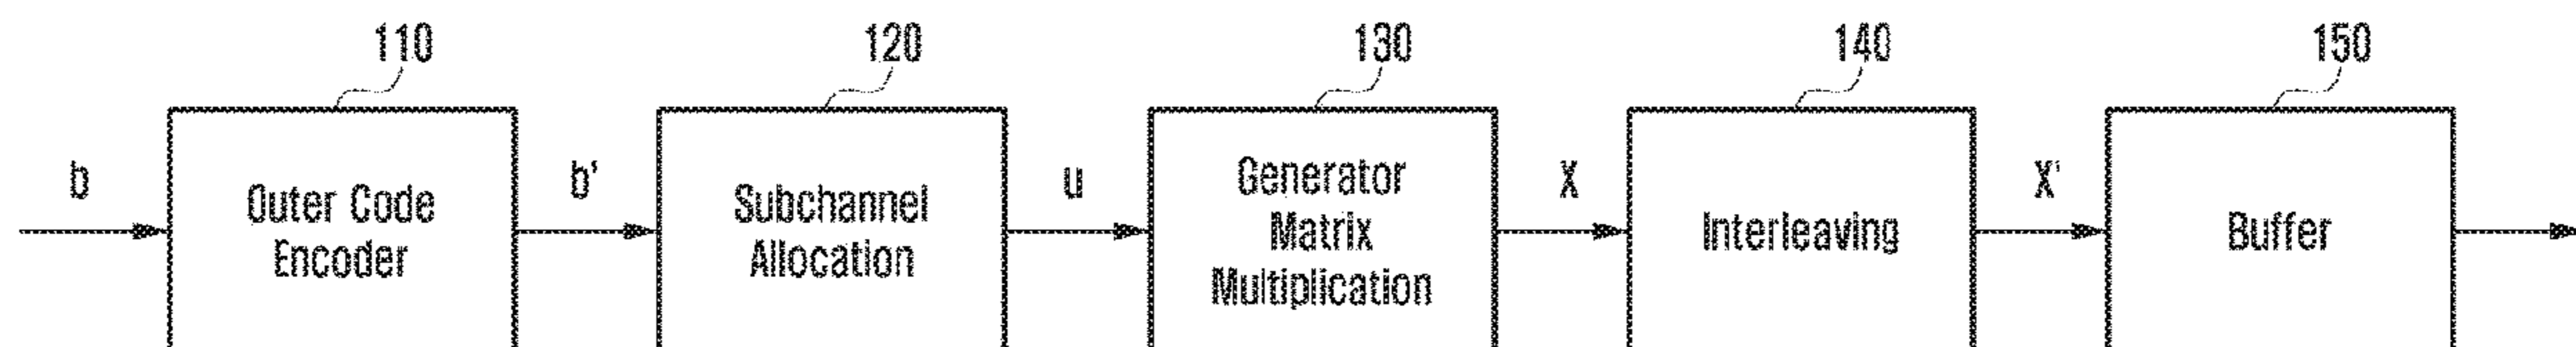 110
120
130
140
150
b
Outer Code
Encoder
b'
Subchannel
Allocation
u
Generator
Matrix
Multiplication
X
Interleaving
X'
Buffer